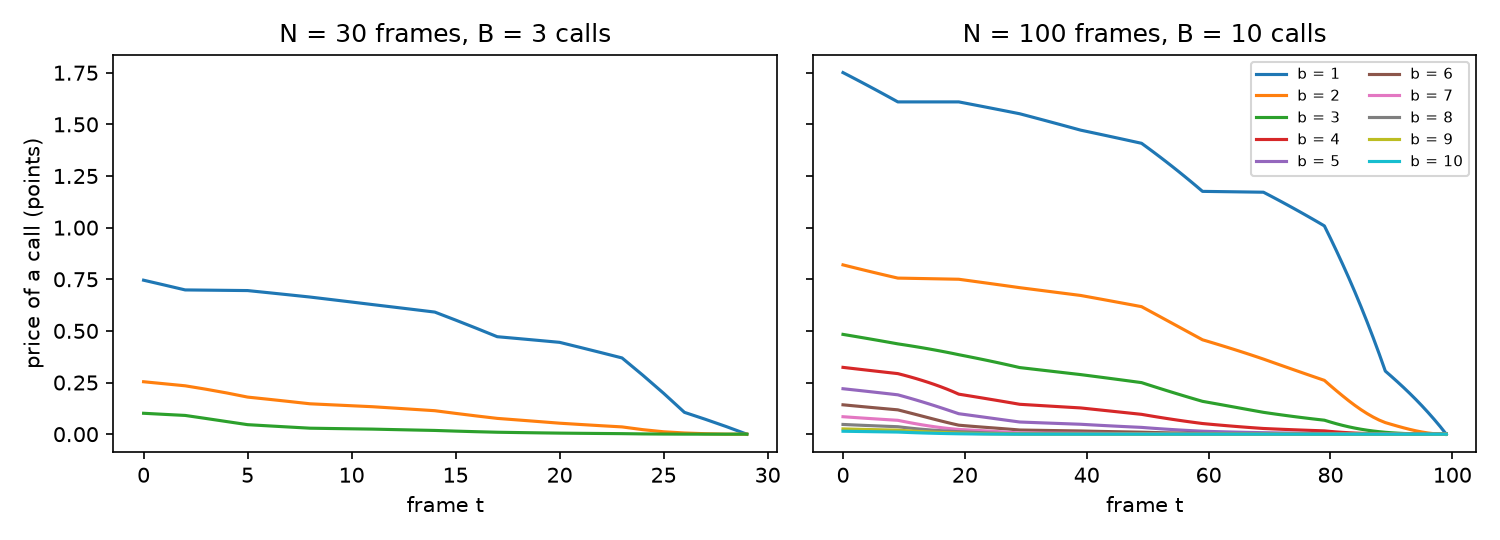 N = 30 frames, B = 3 calls
price of a call (points)
1.75
1.50
1.25
1.00
0.75
0.50
0.25
0.00
0 5 10 15 20 25 30
frame t
N = 100 frames, B = 10 calls
b = 1
b = 2
b = 3
b = 4
b = 5
b = 6
b = 7
b = 8
b = 9
b = 10
0 20 40 60 80 100
frame t